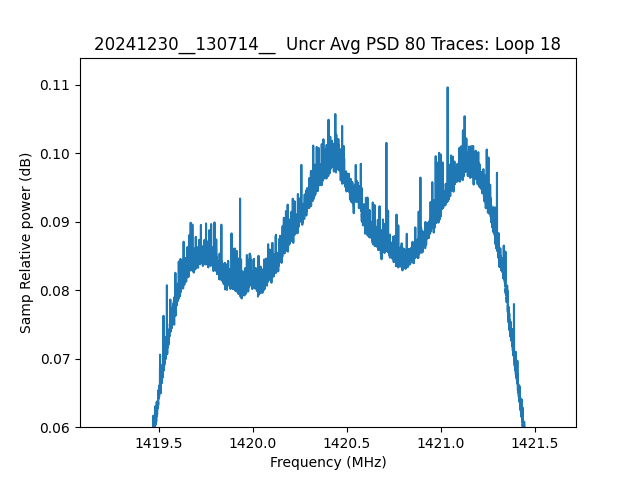 20241230__130714__  Uncr Avg PSD 80 Traces: Loop 18
0.11
0.10
0.09
0.08
0.07
0.06
Samp Relative power (dB)
1419.5 1420.0 1420.5 1421.0 1421.5
Frequency (MHz)